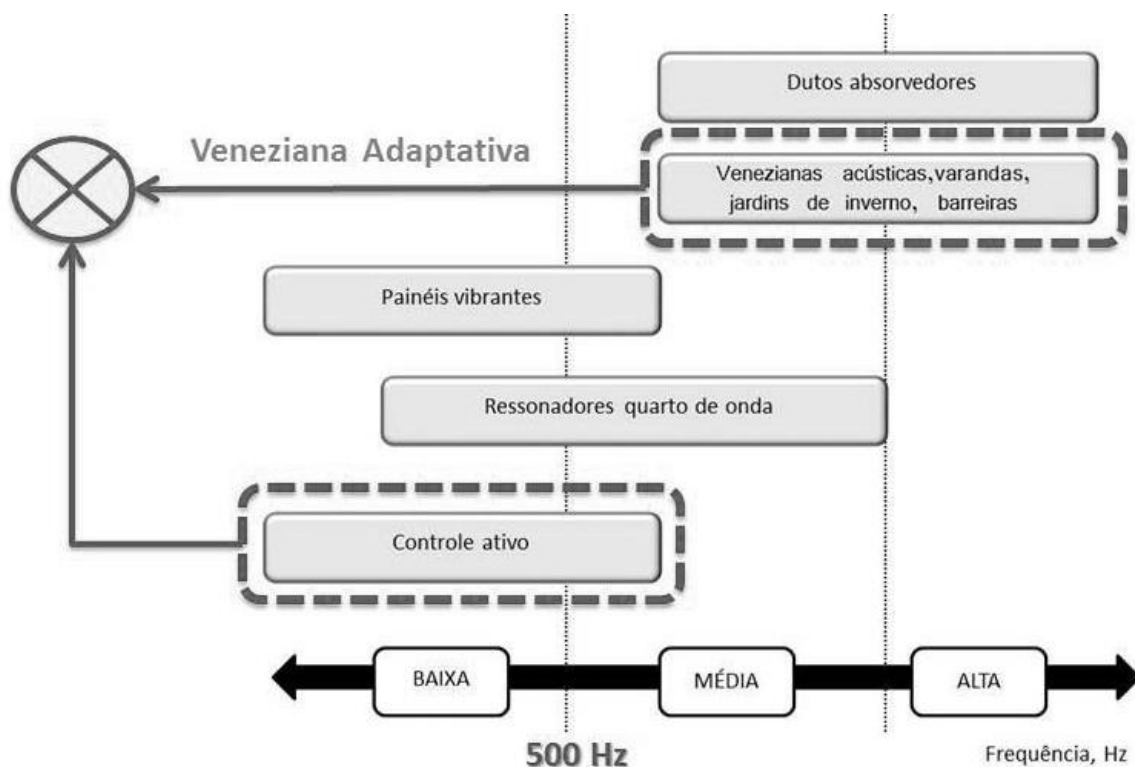 Dutos absorvedores
Veneziana Adaptativa
Venezianas acústicas,varandas,
jardins de inverno, barreiras
Painéis vibrantes
Ressonadores quarto de onda
Controle ativo
BAIXA
MÉDIA
ALTA
500 Hz
Frequência, Hz